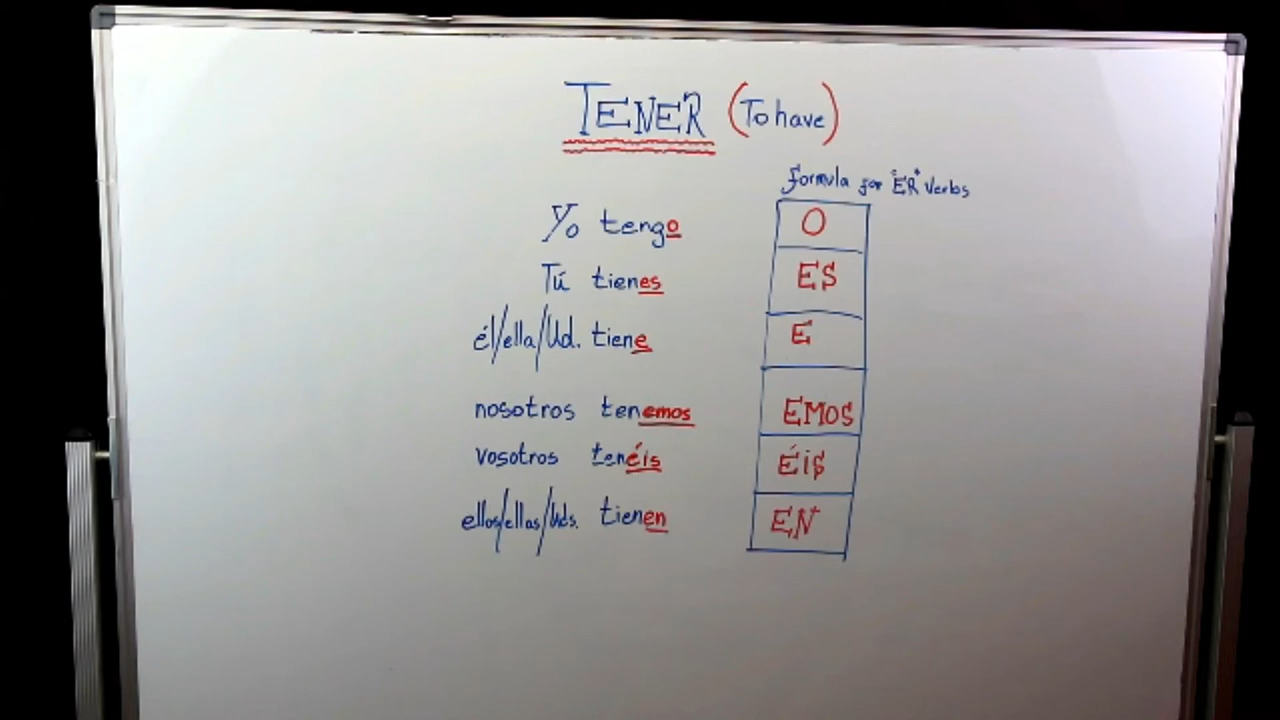 TENER (To have)
formula for "ER" verbs
Yo tengo O
Tú tienes ES
él/ella/Ud. tiene E
nosotros tenemos EMOS
vosotros tenéis ÉiS
ellos/ellas/Uds. tienen EN